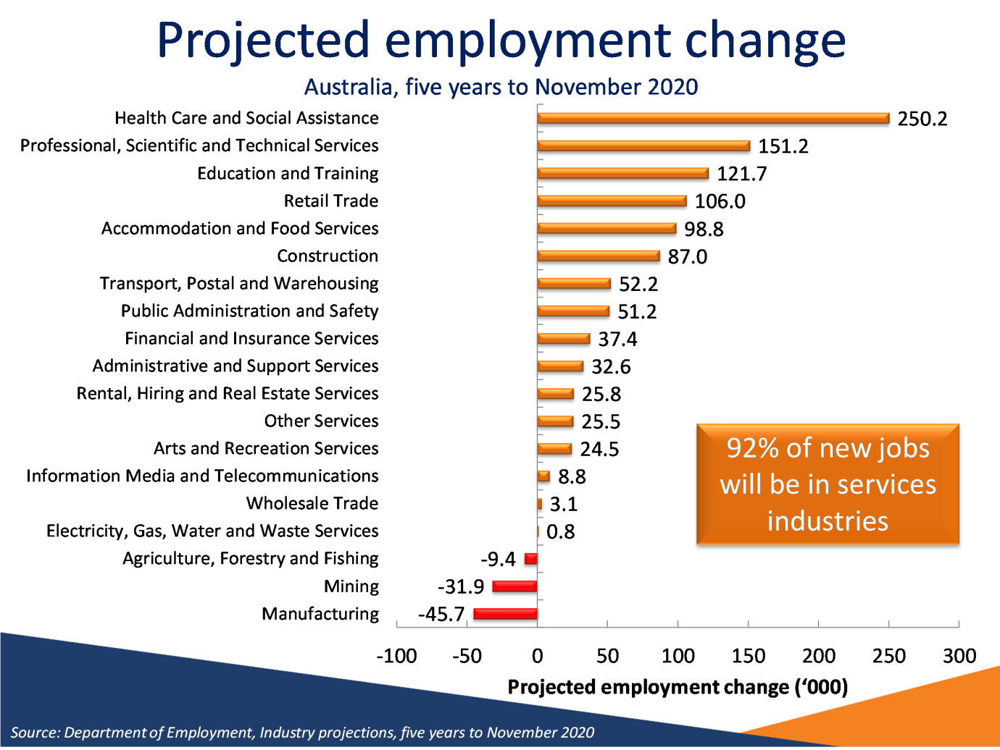 Projected employment change
Australia, five years to November 2020
Health Care and Social Assistance 250.2
Professional, Scientific and Technical Services 151.2
Education and Training 121.7
Retail Trade 106.0
Accommodation and Food Services 98.8
Construction 87.0
Transport, Postal and Warehousing 52.2
Public Administration and Safety 51.2
Financial and Insurance Services 37.4
Administrative and Support Services 32.6
Rental, Hiring and Real Estate Services 25.8
Other Services 25.5
Arts and Recreation Services 24.5
Information Media and Telecommunications 8.8
Wholesale Trade 3.1
Electricity, Gas, Water and Waste Services 0.8
Agriculture, Forestry and Fishing -9.4
Mining -31.9
Manufacturing -45.7
92% of new jobs
will be in services
industries
-100 -50 0 50 100 150 200 250 300
Projected employment change (‘000)
Source: Department of Employment, Industry projections, five years to November 2020